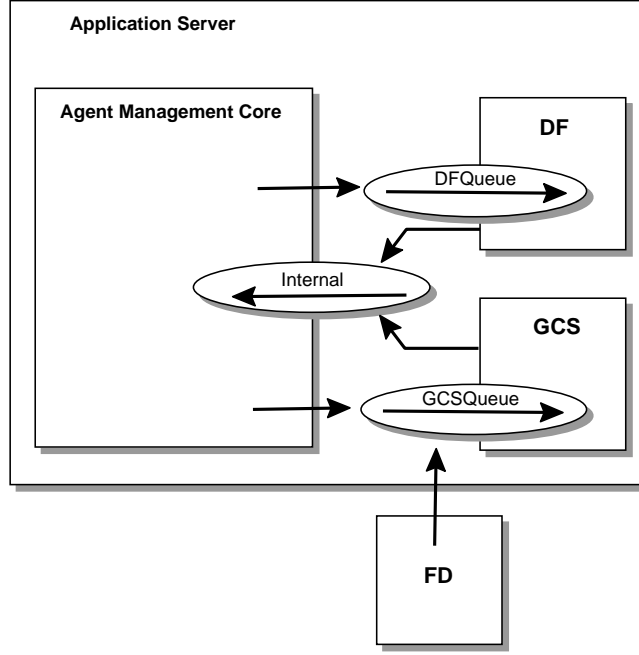 Application Server
Agent Management Core
DF
DFQueue
Internal
GCS
GCSQueue
FD